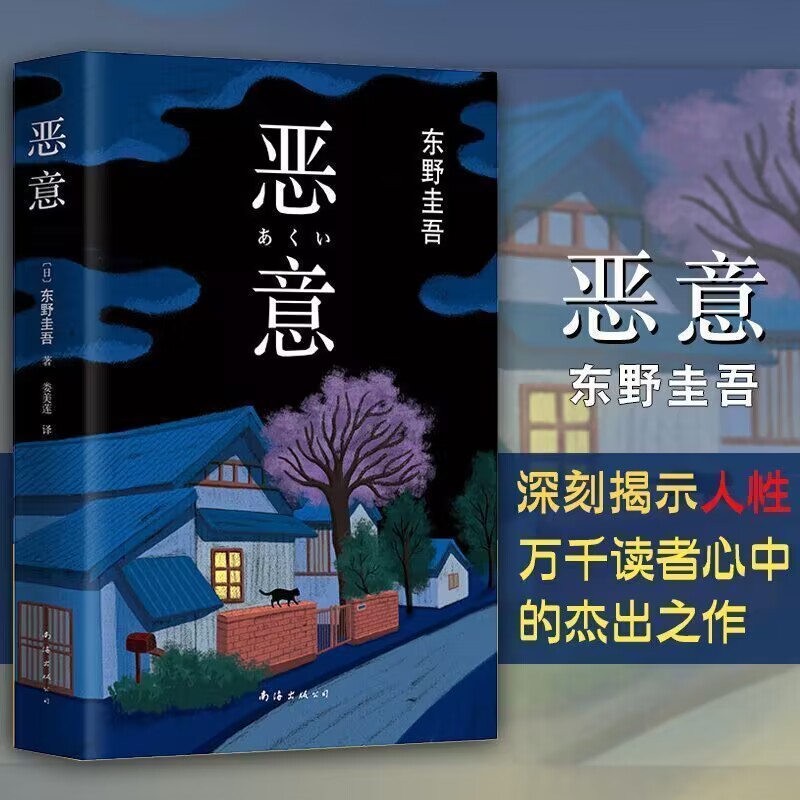 恶意
[日]东野圭吾 著
娄美莲 译
东野圭吾
恶
あくい
意
南海出版公司
恶意
东野圭吾
深刻揭示人性
万千读者心中
的杰出之作